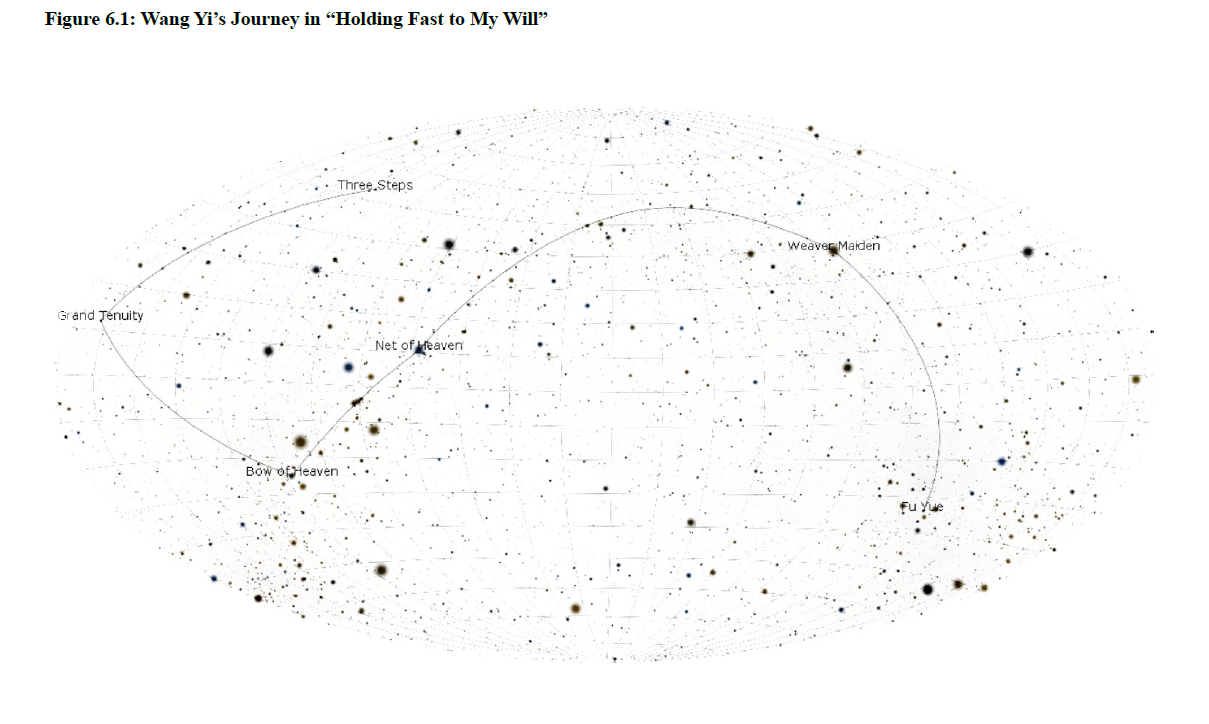 Figure 6.1: Wang Yi’s Journey in “Holding Fast to My Will”
Three Steps
Weaver Maiden
Grand Tenuity
Net of Heaven
Bow of Heaven
Fu Yue